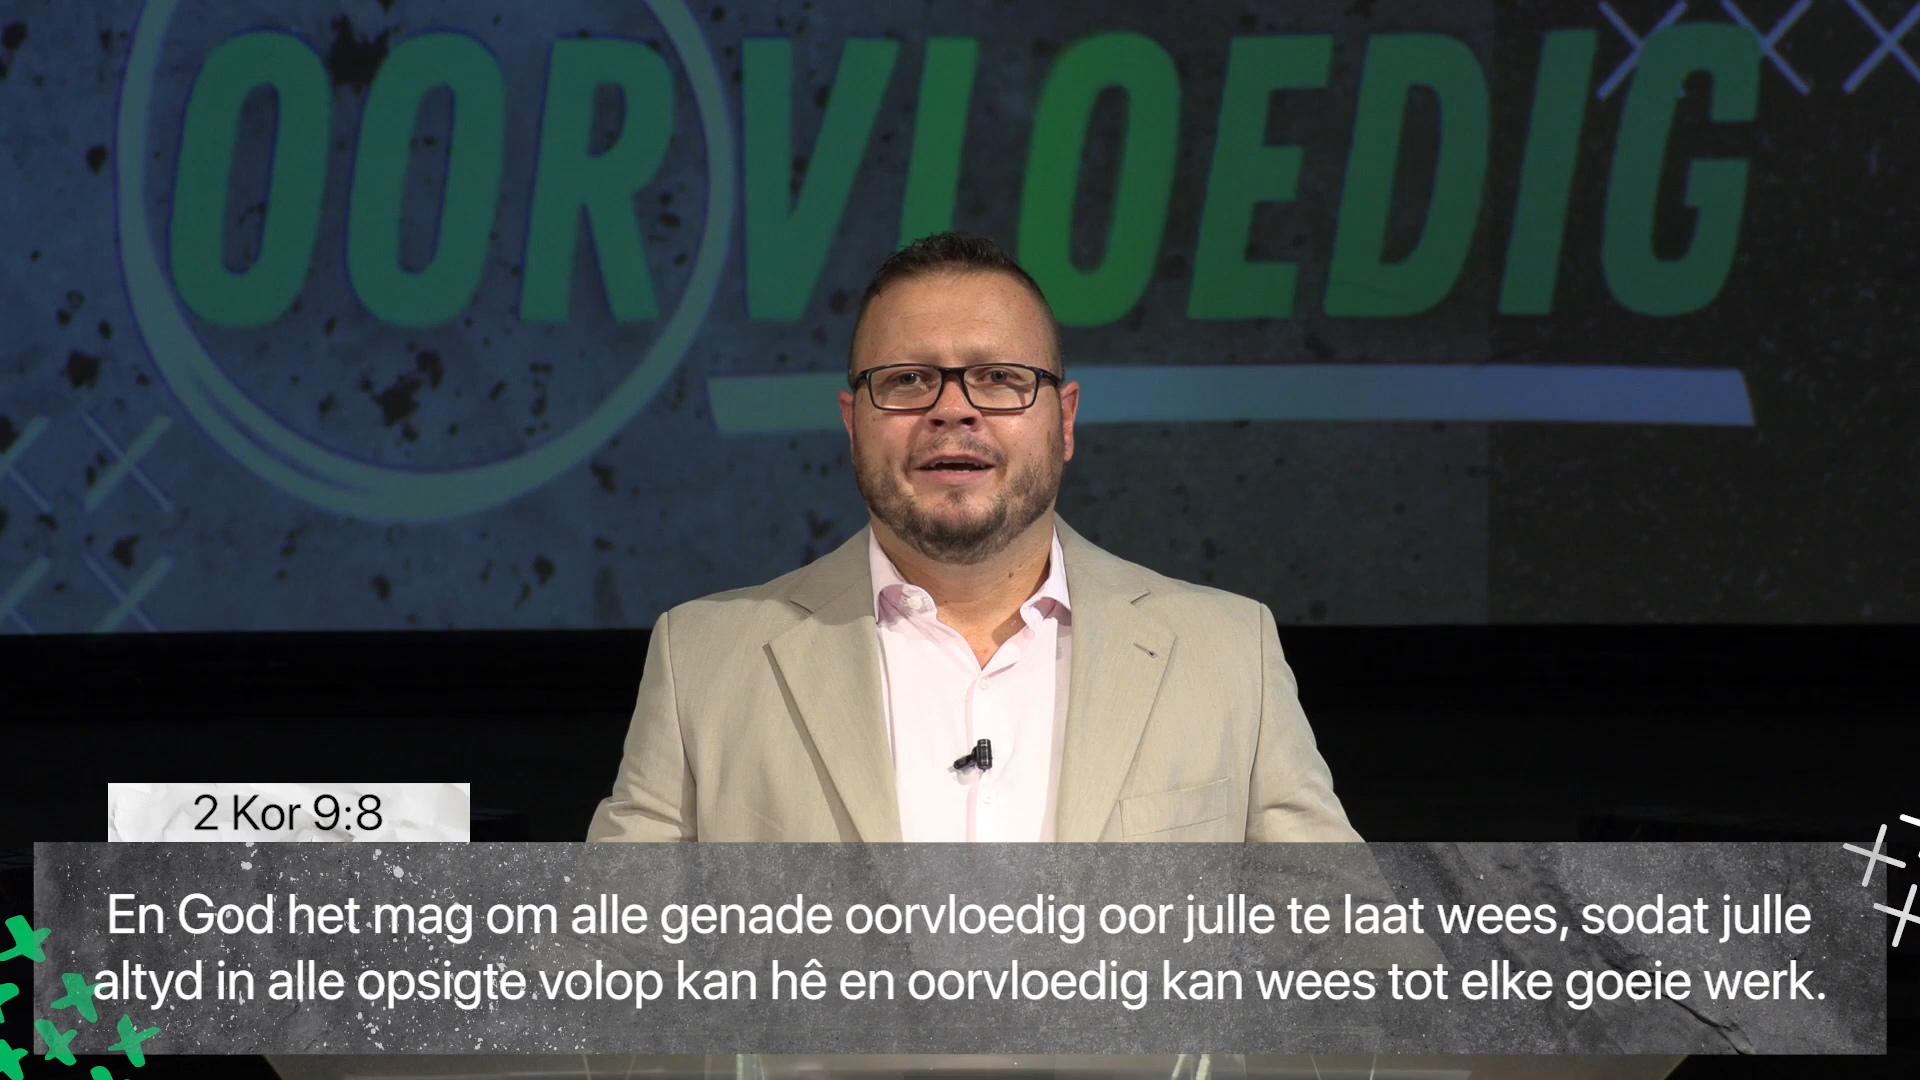 OORVLOEDIG
2 Kor 9:8
En God het mag om alle genade oorvloedig oor julle te laat wees, sodat julle
altyd in alle opsigte volop kan hê en oorvloedig kan wees tot elke goeie werk.